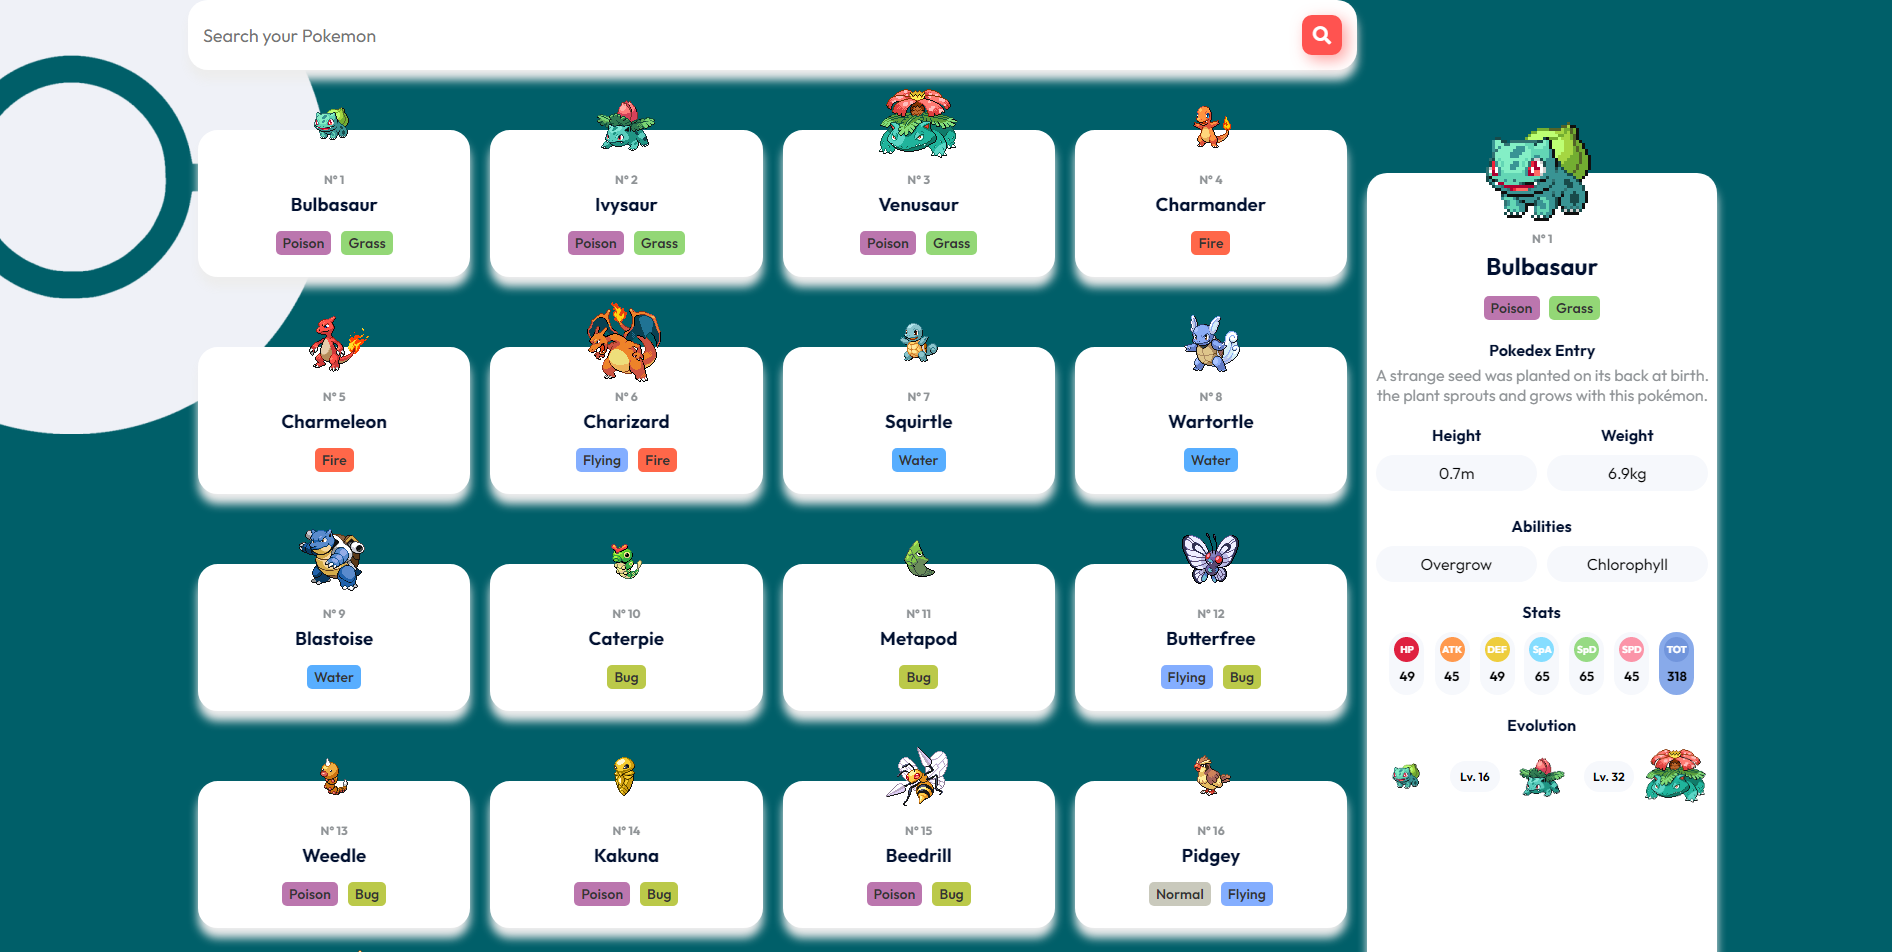 Search your Pokemon
N° 1
Bulbasaur
Poison Grass
N° 2
Ivysaur
Poison Grass
N° 3
Venusaur
Poison Grass
N° 4
Charmander
Fire
N° 5
Charmeleon
Fire
N° 6
Charizard
Flying Fire
N° 7
Squirtle
Water
N° 8
Wartortle
Water
N° 9
Blastoise
Water
N° 10
Caterpie
Bug
N° 11
Metapod
Bug
N° 12
Butterfree
Flying Bug
N° 13
Weedle
Poison Bug
N° 14
Kakuna
Poison Bug
N° 15
Beedrill
Poison Bug
N° 16
Pidgey
Normal Flying
N° 1
Bulbasaur
Poison Grass
Pokedex Entry
A strange seed was planted on its back at birth.
the plant sprouts and grows with this pokémon.
Height Weight
0.7m 6.9kg
Abilities
Overgrow Chlorophyll
Stats
HP ATK DEF SpA SpD SPD TOT
49 45 49 65 65 45 318
Evolution
Lv. 16 Lv. 32